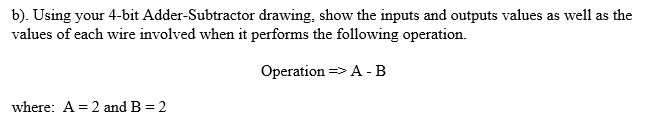 b). Using your 4-bit Adder-Subtractor drawing, show the inputs and outputs values as well as the
values of each wire involved when it performs the following operation.
Operation => A - B
where: A = 2 and B = 2